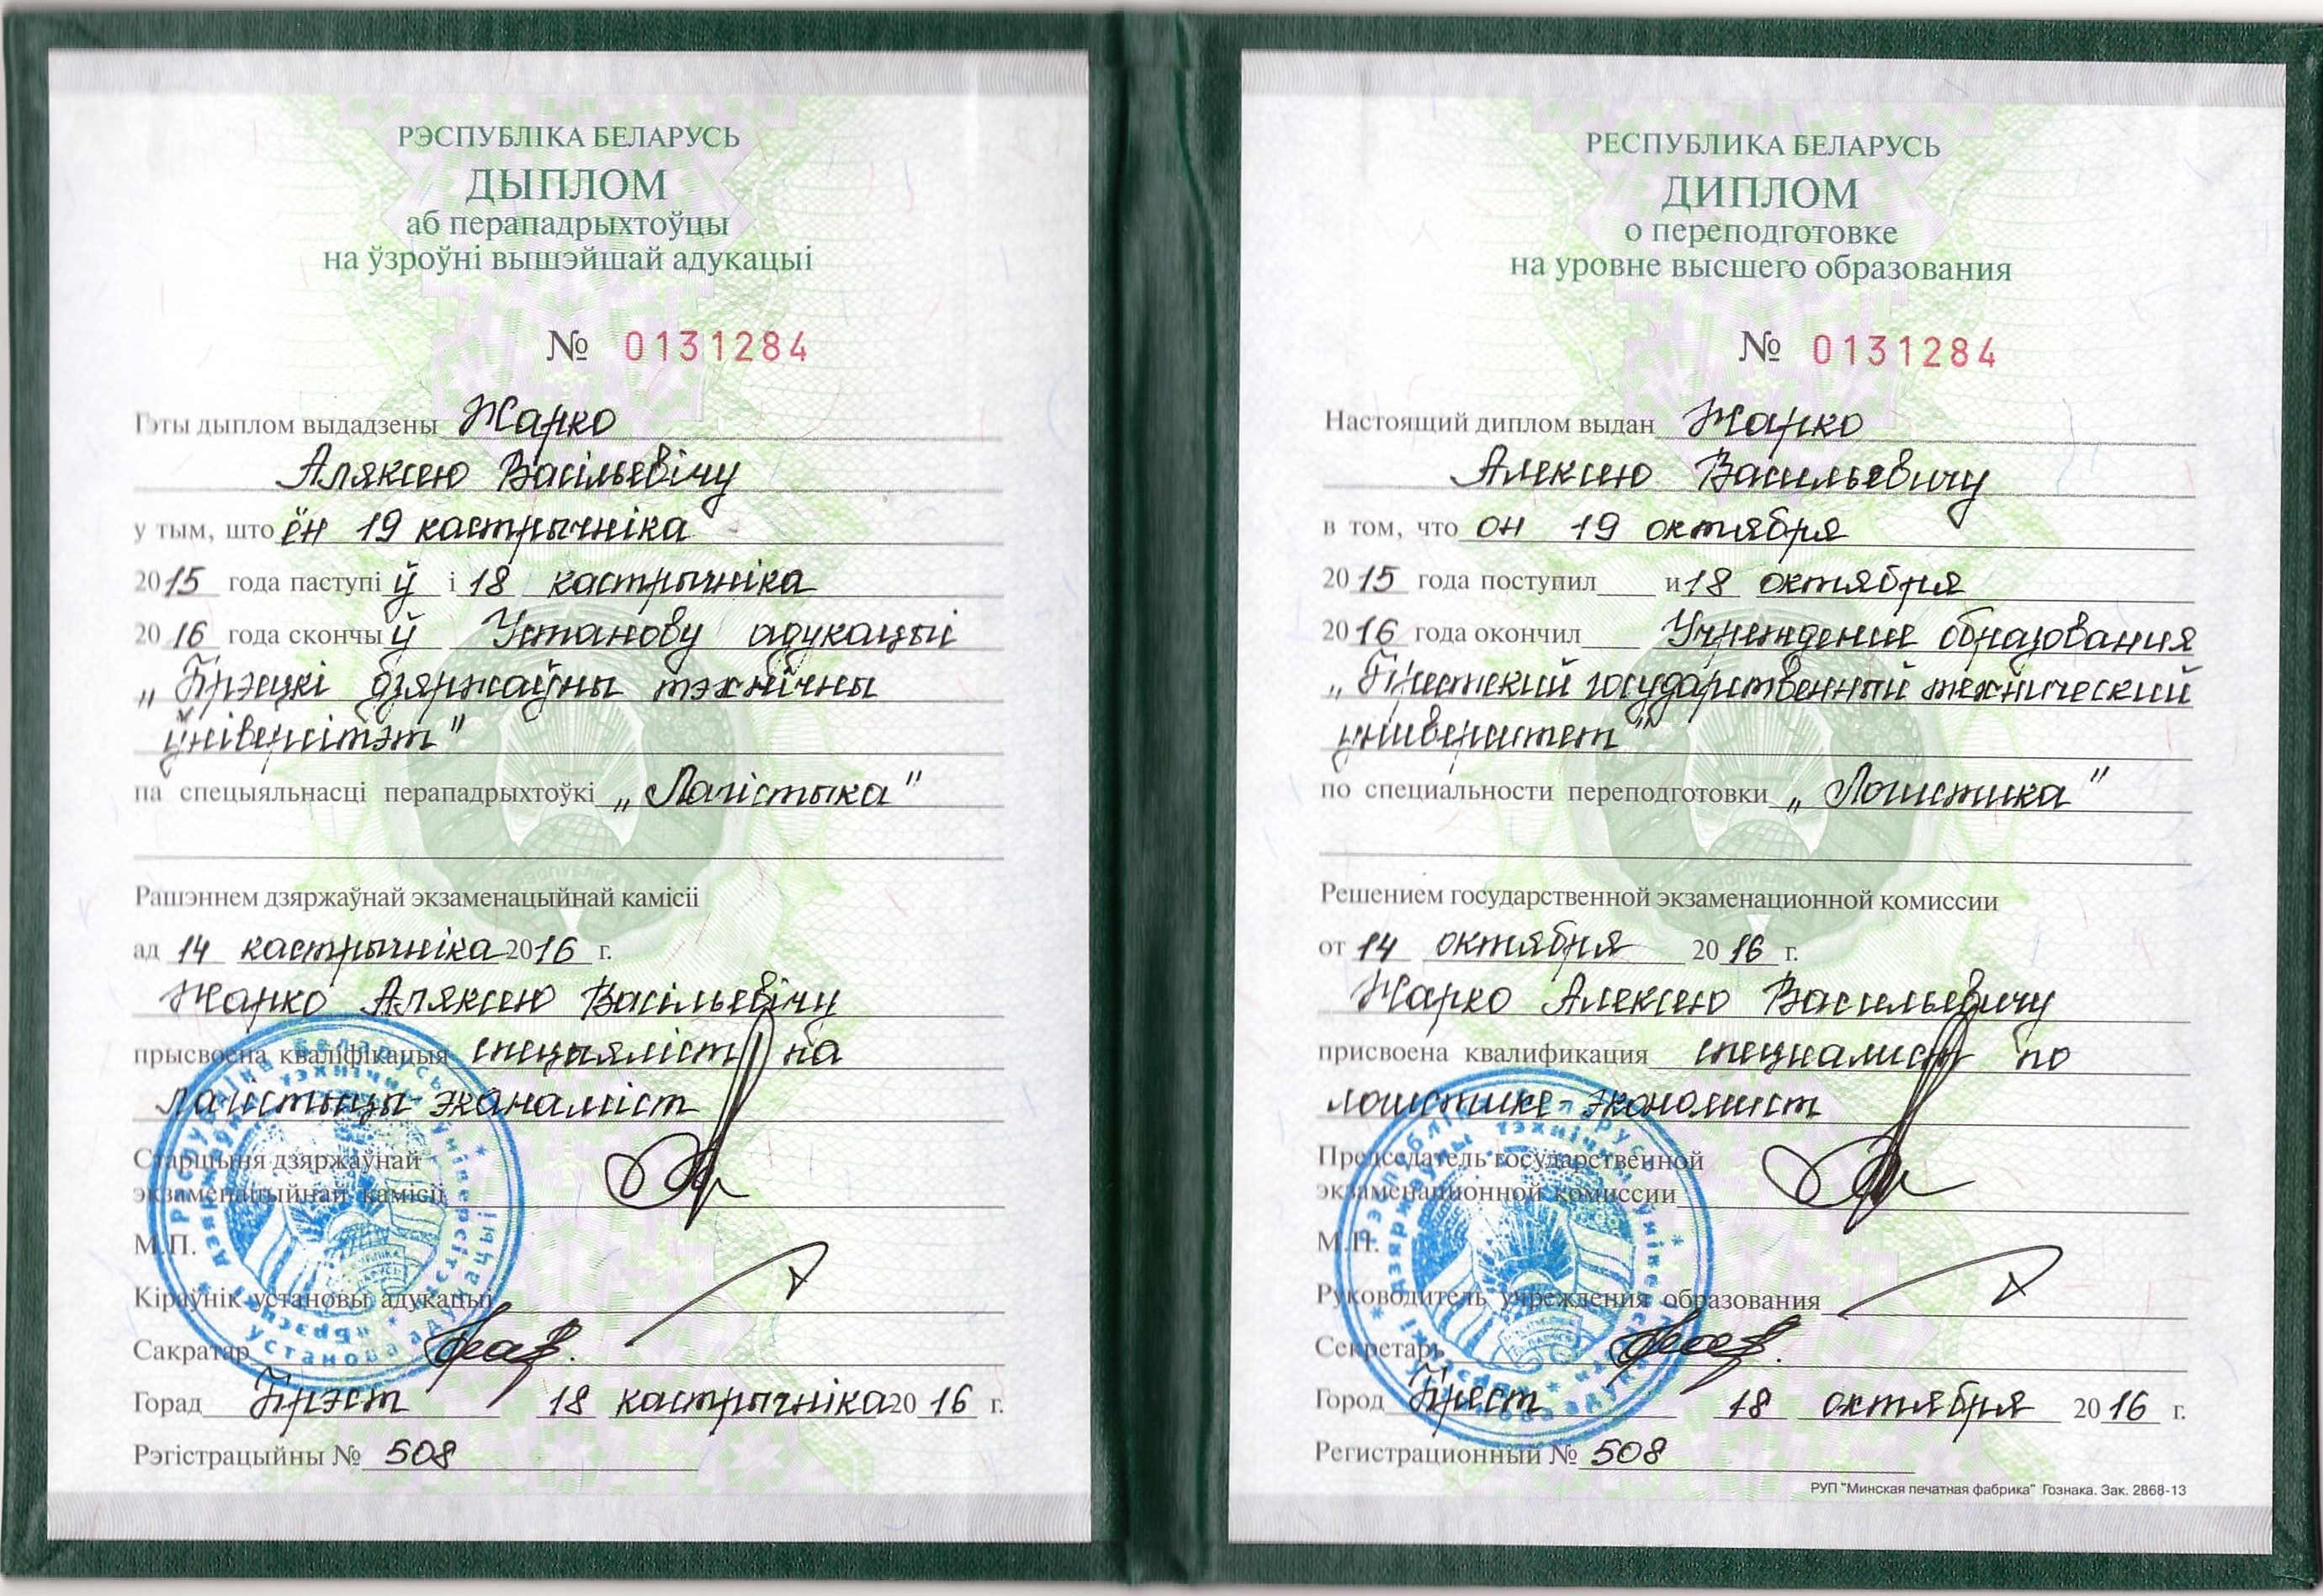 РЭСПУБЛІКА БЕЛАРУСЬ
ДЫПЛОМ
аб перападрыхтоўцы
на ўзроўні вышэйшай адукацыі
№ 0131284
Гэты дыплом выдадзены Жарко
Аляксею Васільевічу
у тым, што ён 19 кастрычніка
2015 года паступі ў і 18 кастрычніка
2016 года скончы ў Установу адукацыі
„Брэсцкі дзяржаўны тэхнічны
ўніверсітэт"
па спецыяльнасці перападрыхтоўкі „Лагістыка"
Рашэннем дзяржаўнай экзаменацыйнай камісіі
ад 14 кастрычніка 2016 г.
Жарко Аляксею Васільевічу
прысвоена кваліфікацыя спецыяліст па
лагістыцы-эканаміст
Старшыня дзяржаўнай
экзаменацыйнай камісіі
М.П.
Кіраўнік установы адукацыі
Сакратар
Горад Брэст 18 кастрычніка 2016 г.
Рэгістрацыйны № 508
РЕСПУБЛИКА БЕЛАРУСЬ
ДИПЛОМ
о переподготовке
на уровне высшего образования
№ 0131284
Настоящий диплом выдан Жарко
Алексею Васильевичу
в том, что он 19 октября
2015 года поступил и 18 октября
2016 года окончил Учреждение образования
„Брестский государственный технический
университет"
по специальности переподготовки „Логистика"
Решением государственной экзаменационной комиссии
от 14 октября 2016 г.
Жарко Алексею Васильевичу
присвоена квалификация специалист по
логистике-экономист
Председатель государственной
экзаменационной комиссии
М.П.
Руководитель учреждения образования
Секретарь
Город Брест 18 октября 2016 г.
Регистрационный № 508
РУП "Минская печатная фабрика" Гознака. Зак. 2868-13